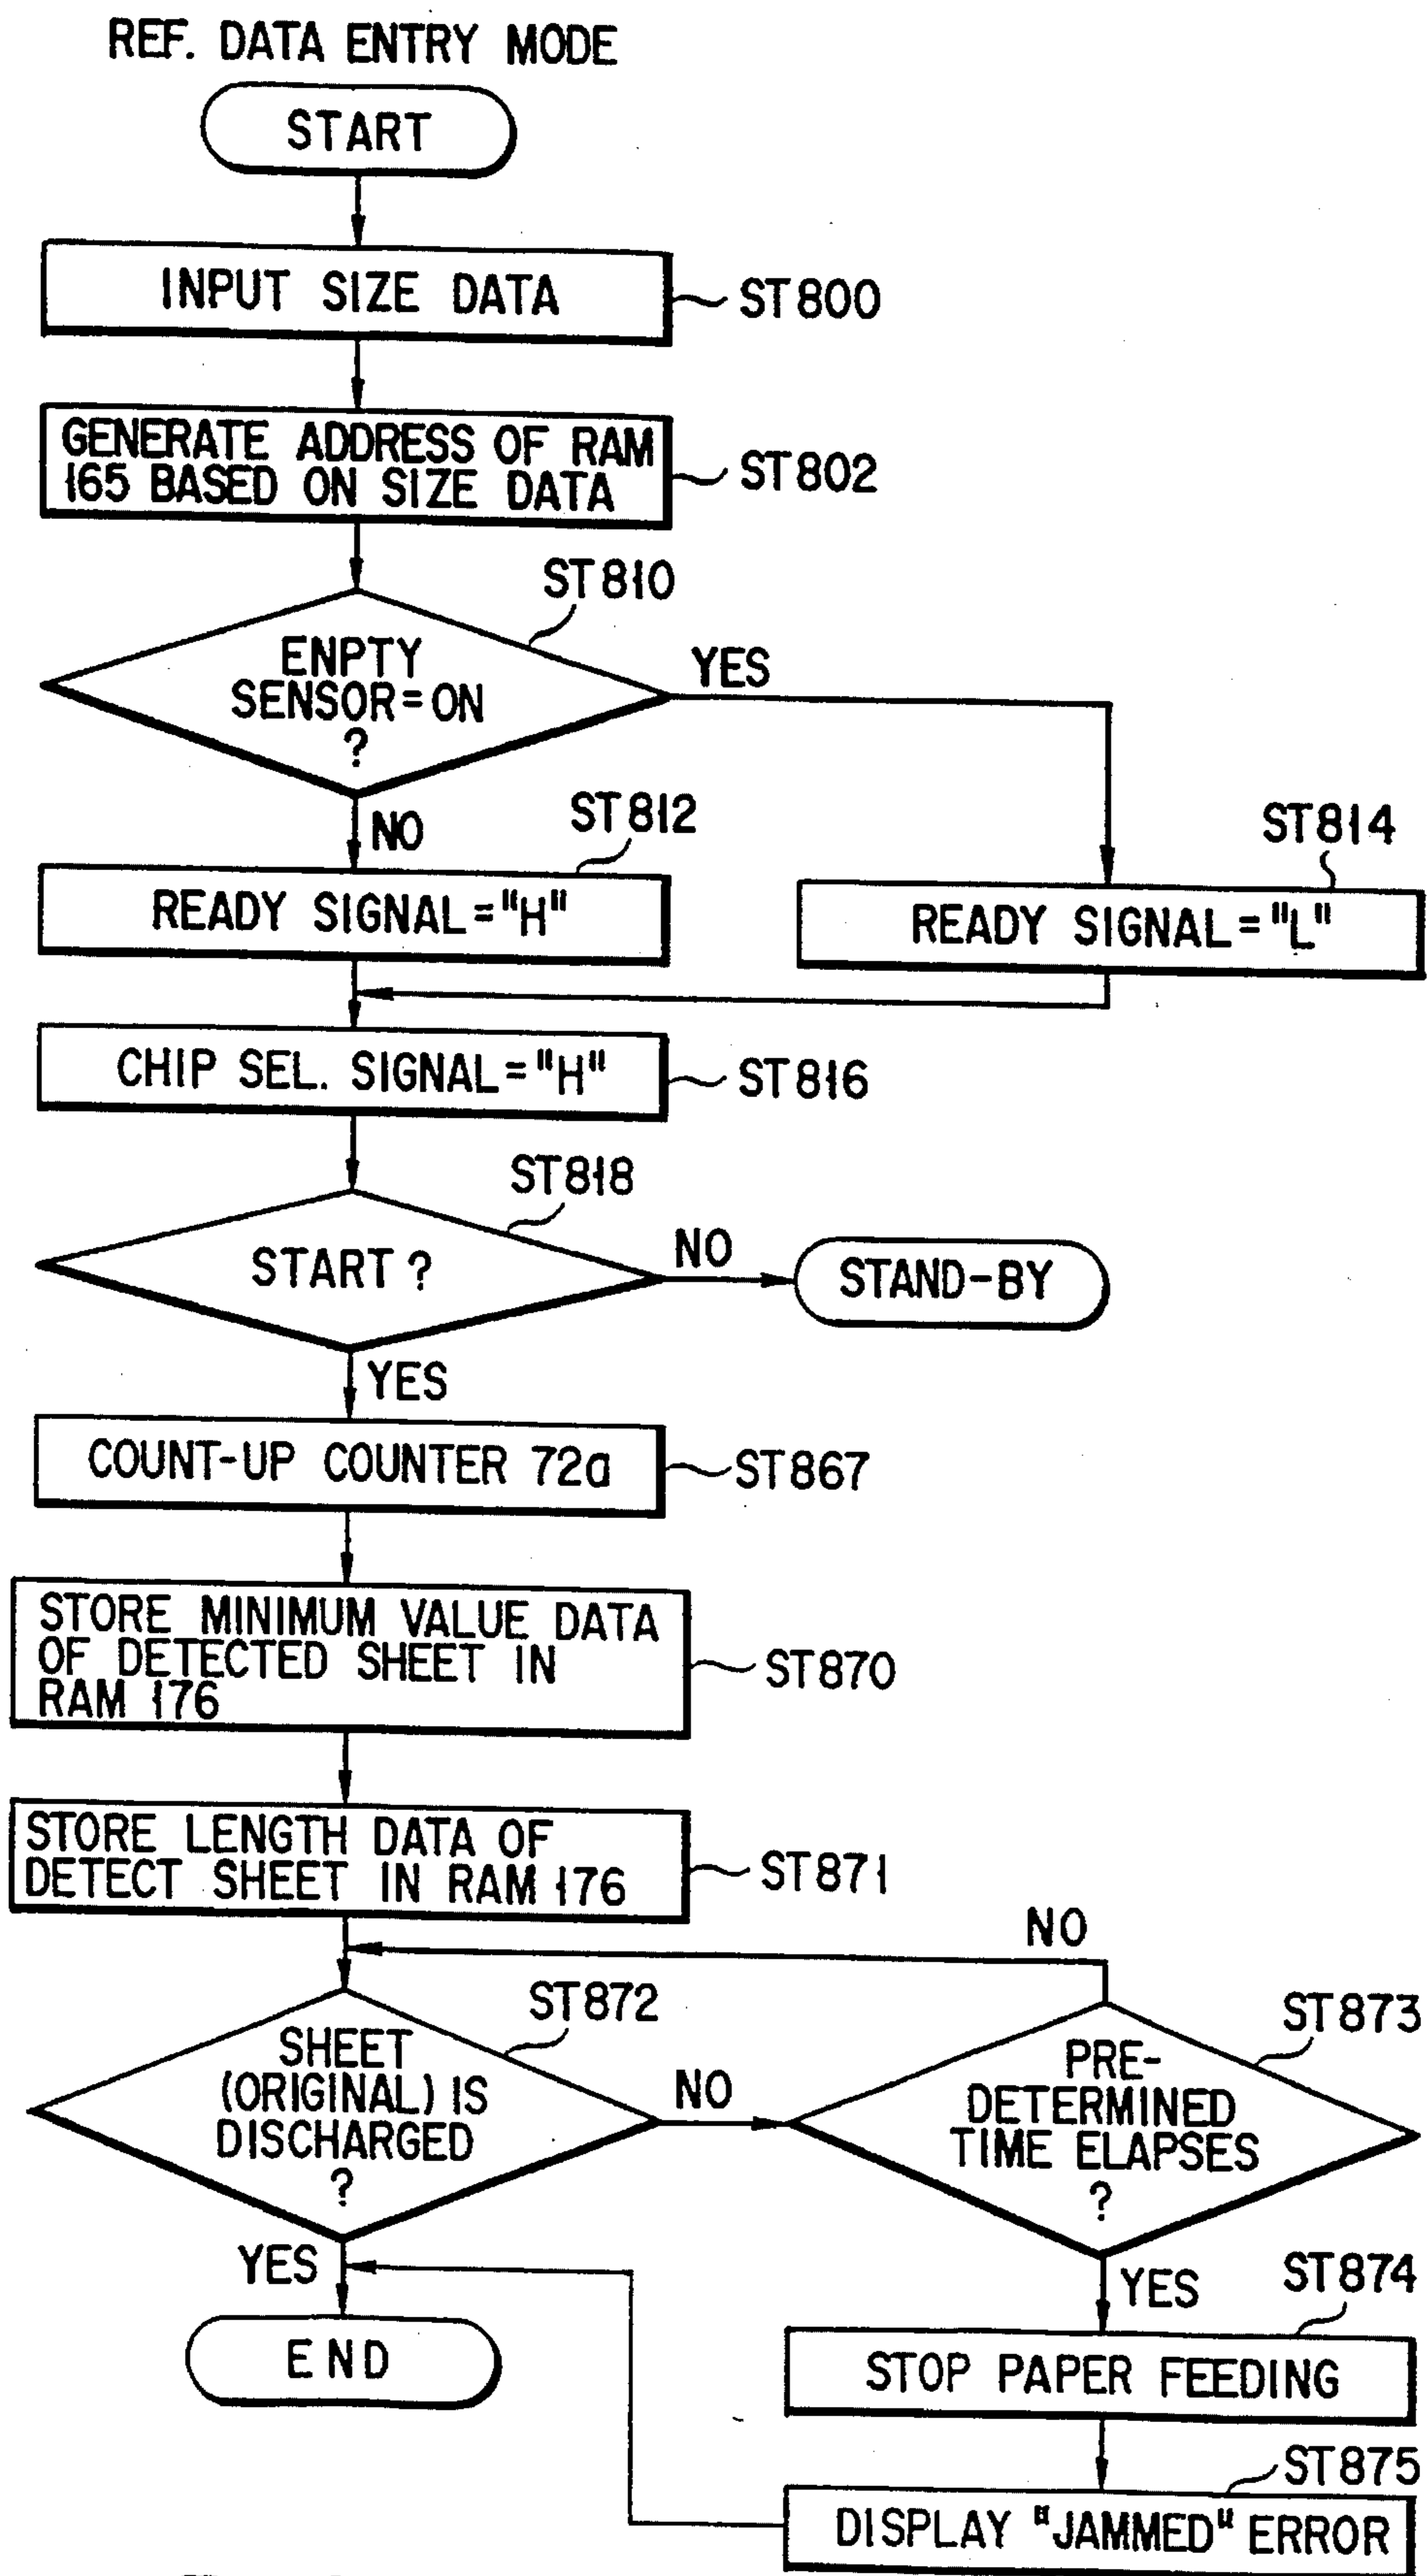 REF. DATA ENTRY MODE
START
INPUT SIZE DATA
ST800
GENERATE ADDRESS OF RAM
165 BASED ON SIZE DATA
ST802
ST810
ENPTY
SENSOR=ON
?
YES
NO
ST812
READY SIGNAL="H"
ST814
READY SIGNAL="L"
CHIP SEL. SIGNAL="H"
ST816
ST818
START ?
NO
STAND-BY
YES
COUNT-UP COUNTER 72a
ST867
STORE MINIMUM VALUE DATA
OF DETECTED SHEET IN
RAM 176
ST870
STORE LENGTH DATA OF
DETECT SHEET IN RAM 176
ST871
NO
ST872
SHEET
(ORIGINAL) IS
DISCHARGED
?
NO
ST873
PRE-
DETERMINED
TIME ELAPSES
?
YES
END
YES
ST874
STOP PAPER FEEDING
ST875
DISPLAY "JAMMED" ERROR